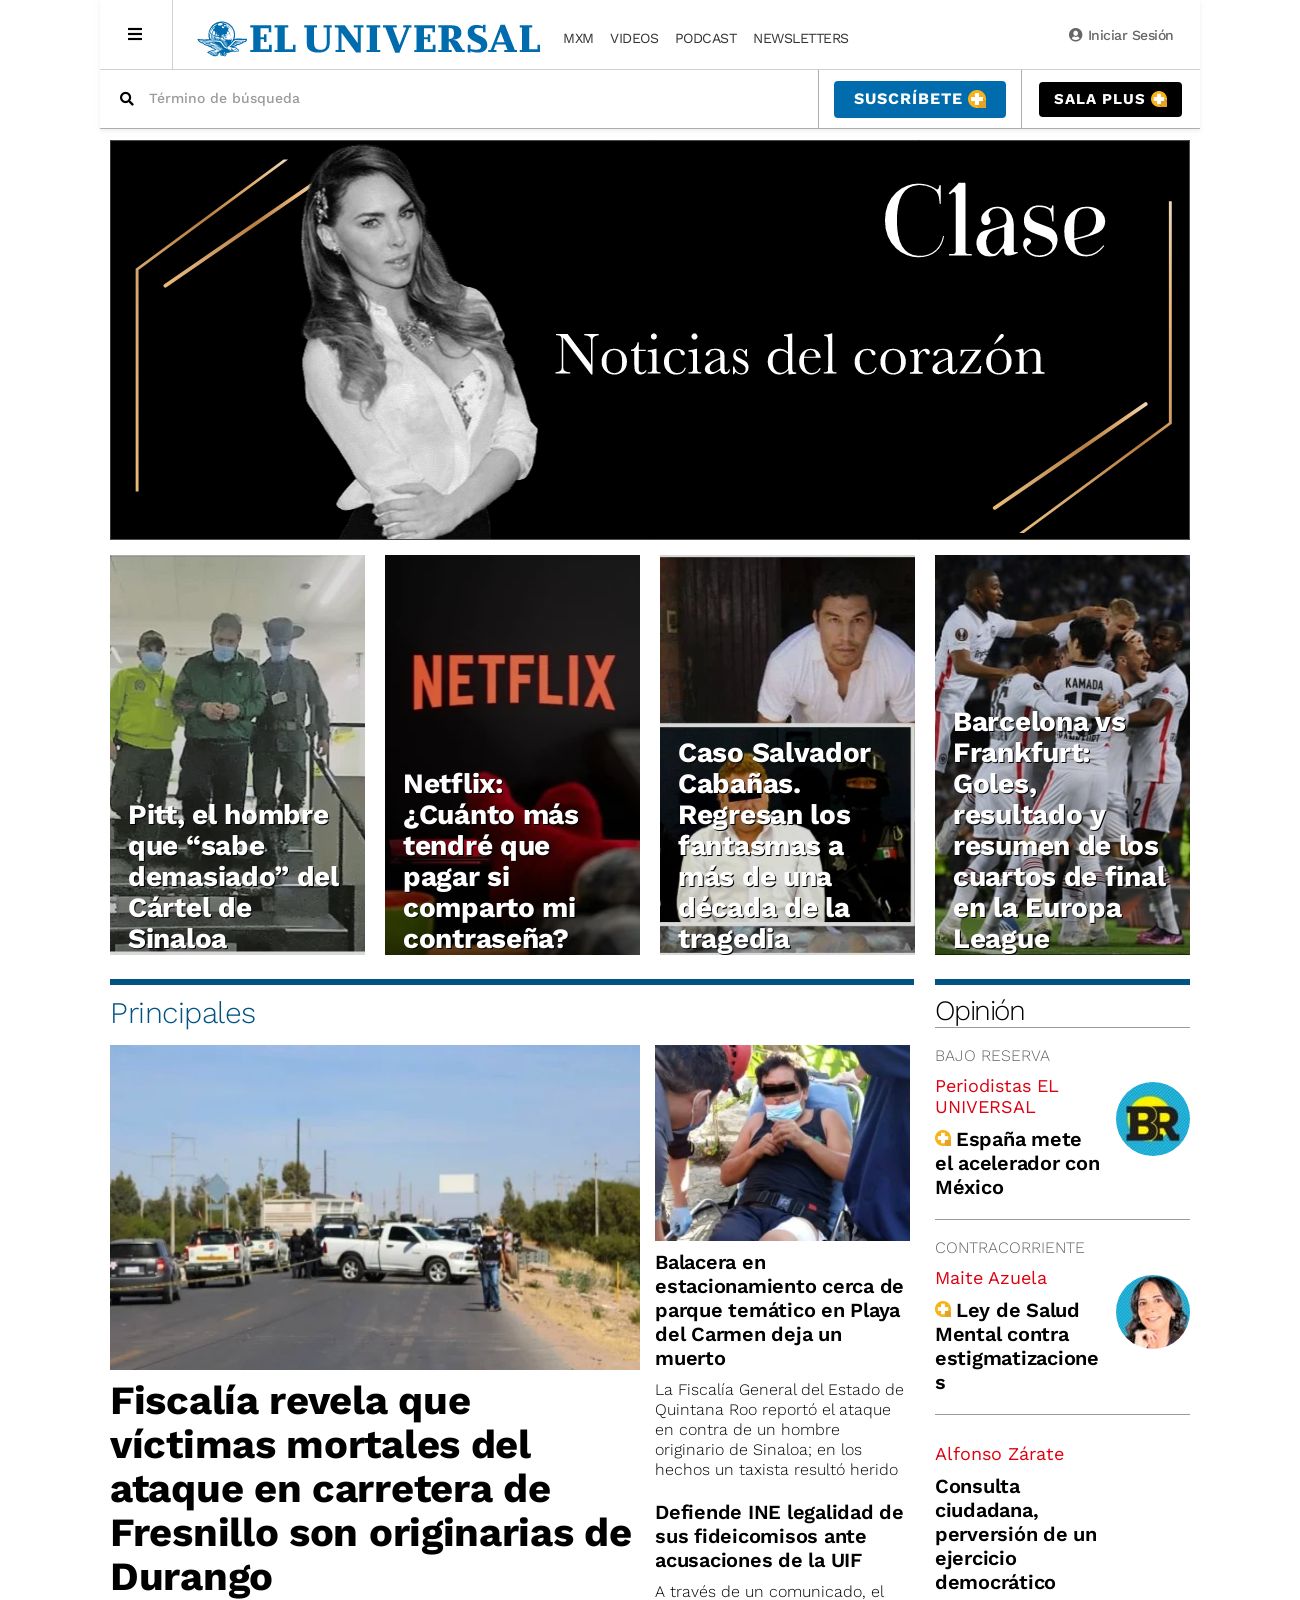 EL UNIVERSAL
MXM VIDEOS PODCAST NEWSLETTERS
Iniciar Sesión
Término de búsqueda
SUSCRÍBETE
SALA PLUS
Clase
Noticias del corazón
Pitt, el hombre
que “sabe
demasiado” del
Cártel de
Sinaloa
NETFLIX
Netflix:
¿Cuánto más
tendré que
pagar si
comparto mi
contraseña?
Caso Salvador
Cabañas.
Regresan los
fantasmas a
más de una
década de la
tragedia
KAMADA
Barcelona vs
Frankfurt:
Goles,
resultado y
resumen de los
cuartos de final
en la Europa
League
Principales
Fiscalía revela que
víctimas mortales del
ataque en carretera de
Fresnillo son originarias de
Durango
Balacera en
estacionamiento cerca de
parque temático en Playa
del Carmen deja un
muerto
La Fiscalía General del Estado de
Quintana Roo reportó el ataque
en contra de un hombre
originario de Sinaloa; en los
hechos un taxista resultó herido
Defiende INE legalidad de
sus fideicomisos ante
acusaciones de la UIF
A través de un comunicado, el
Opinión
BAJO RESERVA
Periodistas EL
UNIVERSAL
BR
España mete
el acelerador con
México
CONTRACORRIENTE
Maite Azuela
Ley de Salud
Mental contra
estigmatizacione
s
Alfonso Zárate
Consulta
ciudadana,
perversión de un
ejercicio
democrático